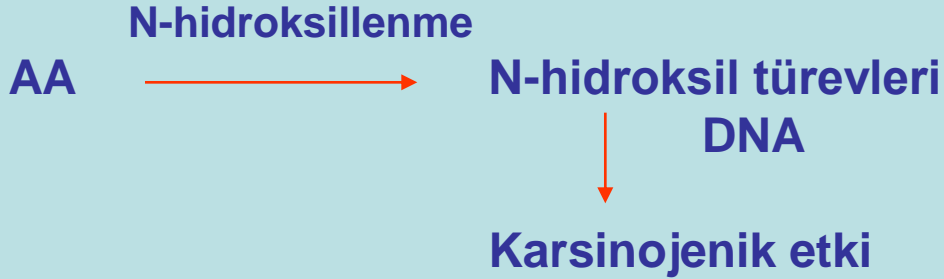 N-hidroksillenme
AA N-hidroksil türevleri
DNA
Karsinojenik etki